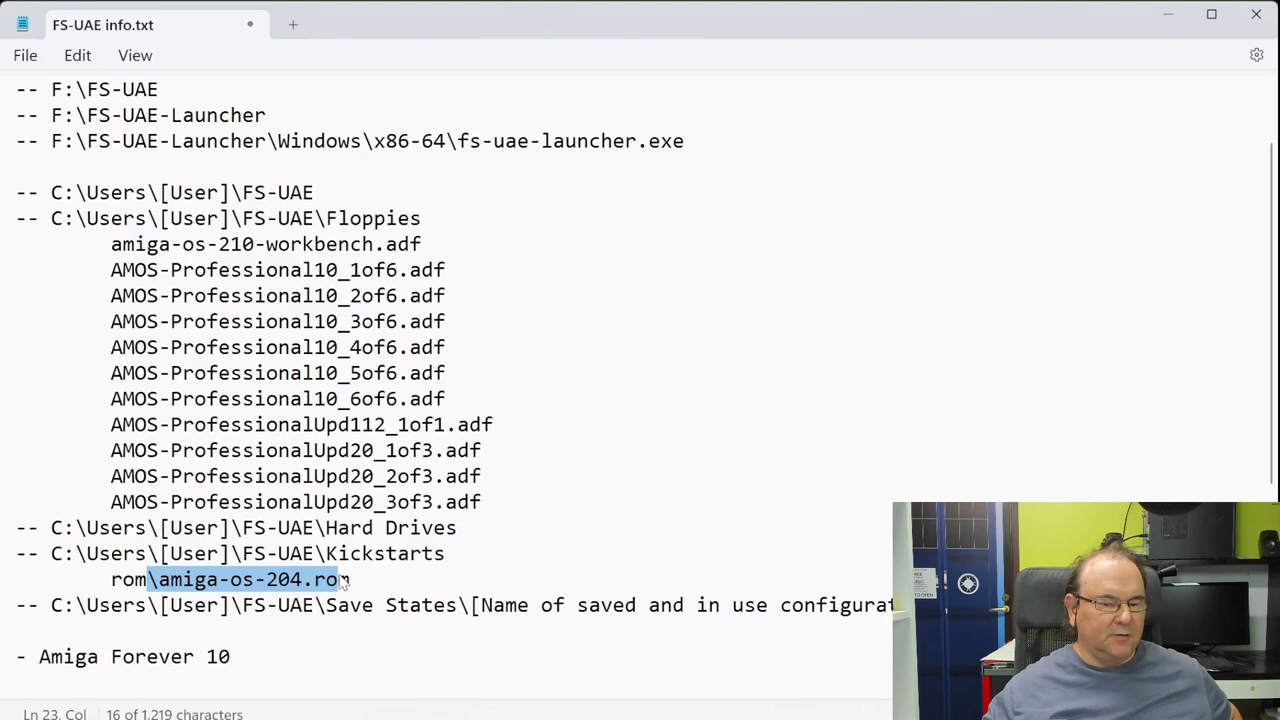 FS-UAE info.txt
File Edit View
-- F:\FS-UAE
-- F:\FS-UAE-Launcher
-- F:\FS-UAE-Launcher\Windows\x86-64\fs-uae-launcher.exe
-- C:\Users\[User]\FS-UAE
-- C:\Users\[User]\FS-UAE\Floppies
amiga-os-210-workbench.adf
AMOS-Professional10_1of6.adf
AMOS-Professional10_2of6.adf
AMOS-Professional10_3of6.adf
AMOS-Professional10_4of6.adf
AMOS-Professional10_5of6.adf
AMOS-Professional10_6of6.adf
AMOS-ProfessionalUpd112_1of1.adf
AMOS-ProfessionalUpd20_1of3.adf
AMOS-ProfessionalUpd20_2of3.adf
AMOS-ProfessionalUpd20_3of3.adf
-- C:\Users\[User]\FS-UAE\Hard Drives
-- C:\Users\[User]\FS-UAE\Kickstarts
rom\amiga-os-204.rom
-- C:\Users\[User]\FS-UAE\Save States\[Name of saved and in use configurat
- Amiga Forever 10
Ln 23, Col 16 of 1,219 characters